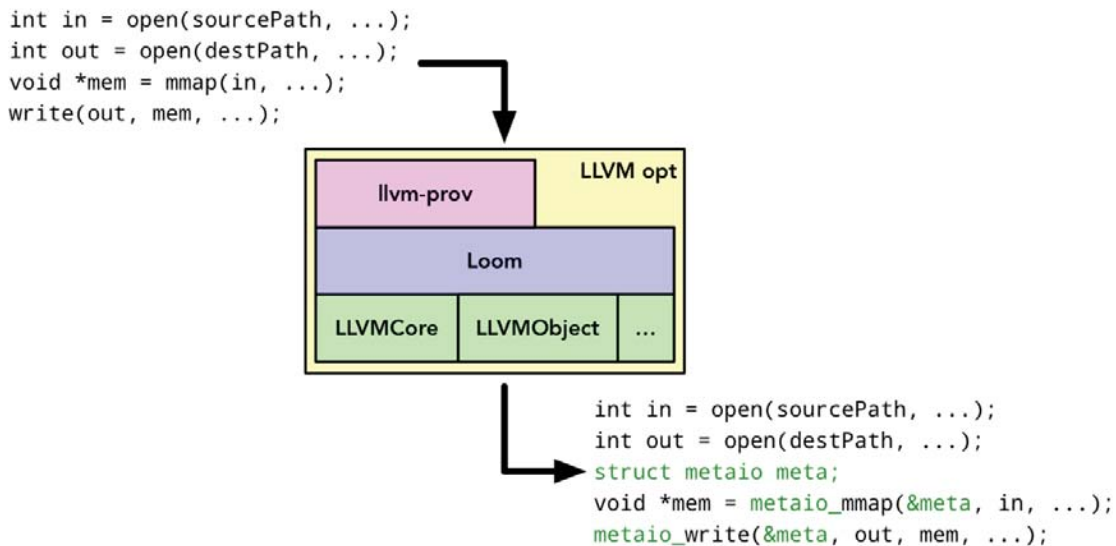 int in = open(sourcePath, ...);
int out = open(destPath, ...);
void *mem = mmap(in, ...);
write(out, mem, ...);
LLVM opt
llvm-prov
Loom
LLVMCore
LLVMObject
...
int in = open(sourcePath, ...);
int out = open(destPath, ...);
struct metaio meta;
void *mem = metaio_mmap(&meta, in, ...);
metaio_write(&meta, out, mem, ...);